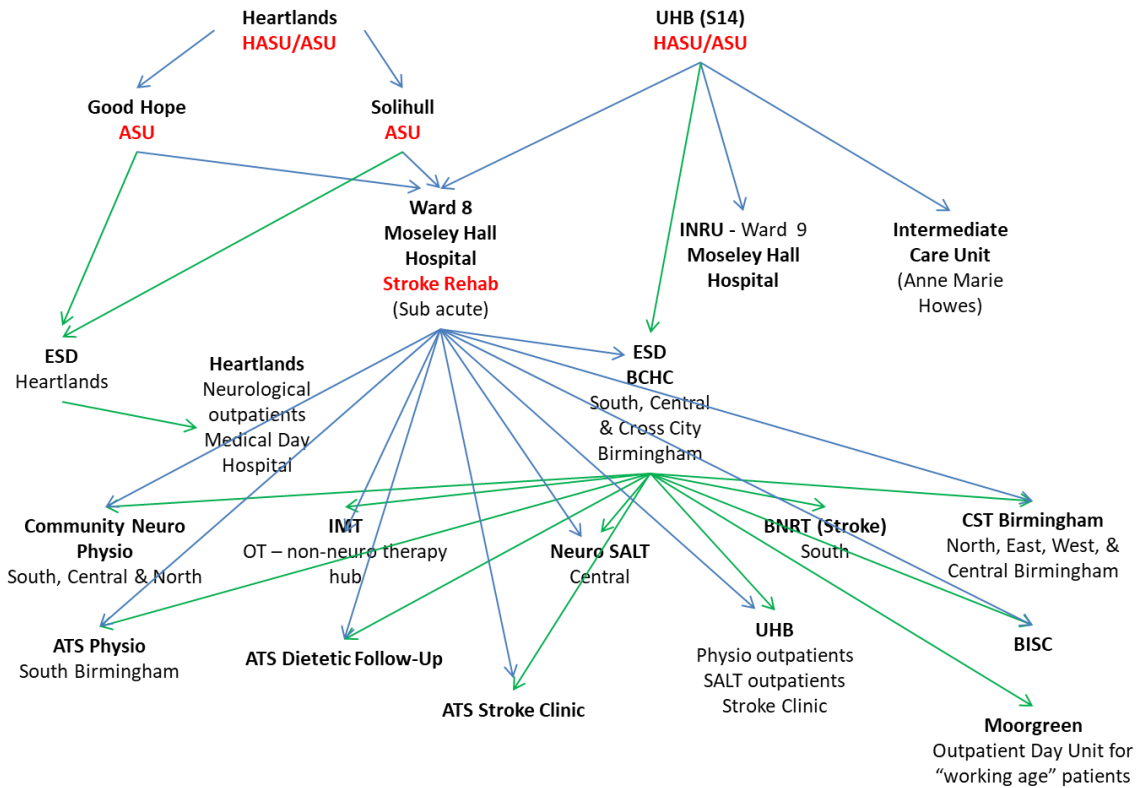 Heartlands
HASU/ASU
UHB (S14)
HASU/ASU
Good Hope
ASU
Solihull
ASU
Ward 8
Moseley Hall
Hospital
Stroke Rehab
(Sub acute)
INRU - Ward 9
Moseley Hall
Hospital
Intermediate
Care Unit
(Anne Marie
Howes)
ESD
Heartlands
Heartlands
Neurological
outpatients
Medical Day
Hospital
ESD
BCHC
South, Central
& Cross City
Birmingham
Community Neuro
Physio
South, Central & North
IMT
OT – non-neuro therapy
hub
Neuro SALT
Central
BNRT (Stroke)
South
CST Birmingham
North, East, West, &
Central Birmingham
ATS Physio
South Birmingham
ATS Dietetic Follow-Up
ATS Stroke Clinic
UHB
Physio outpatients
SALT outpatients
Stroke Clinic
BISC
Moorgreen
Outpatient Day Unit for
“working age” patients